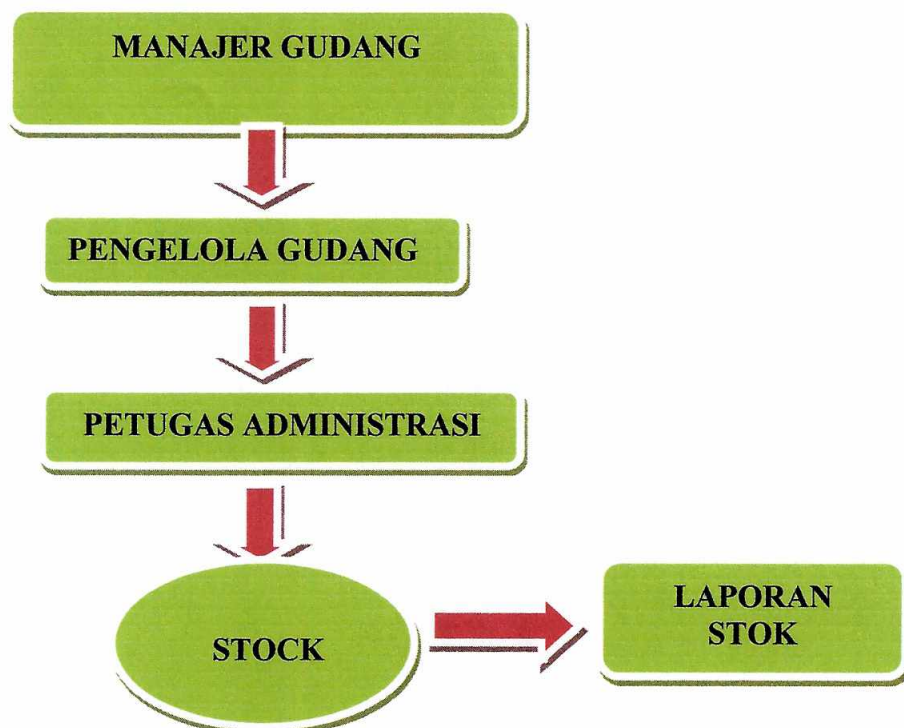 MANAJER GUDANG
PENGELOLA GUDANG
PETUGAS ADMINISTRASI
STOCK
LAPORAN
STOK